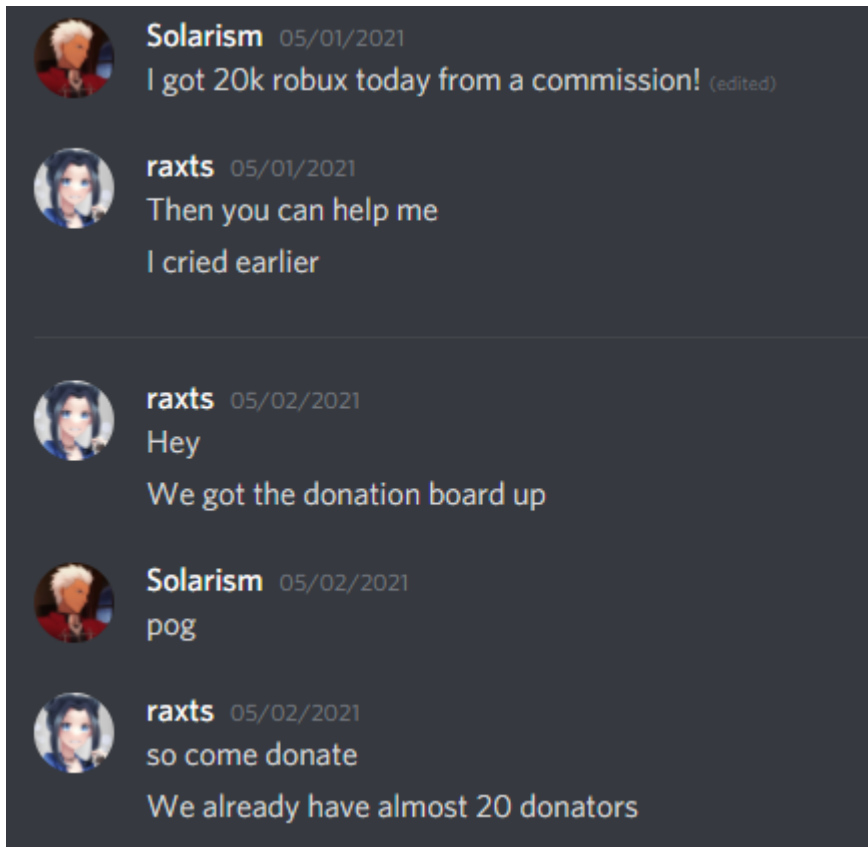 Solarism 05/01/2021
I got 20k robux today from a commission! (edited)
raxts 05/01/2021
Then you can help me
I cried earlier
raxts 05/02/2021
Hey
We got the donation board up
Solarism 05/02/2021
pog
raxts 05/02/2021
so come donate
We already have almost 20 donators